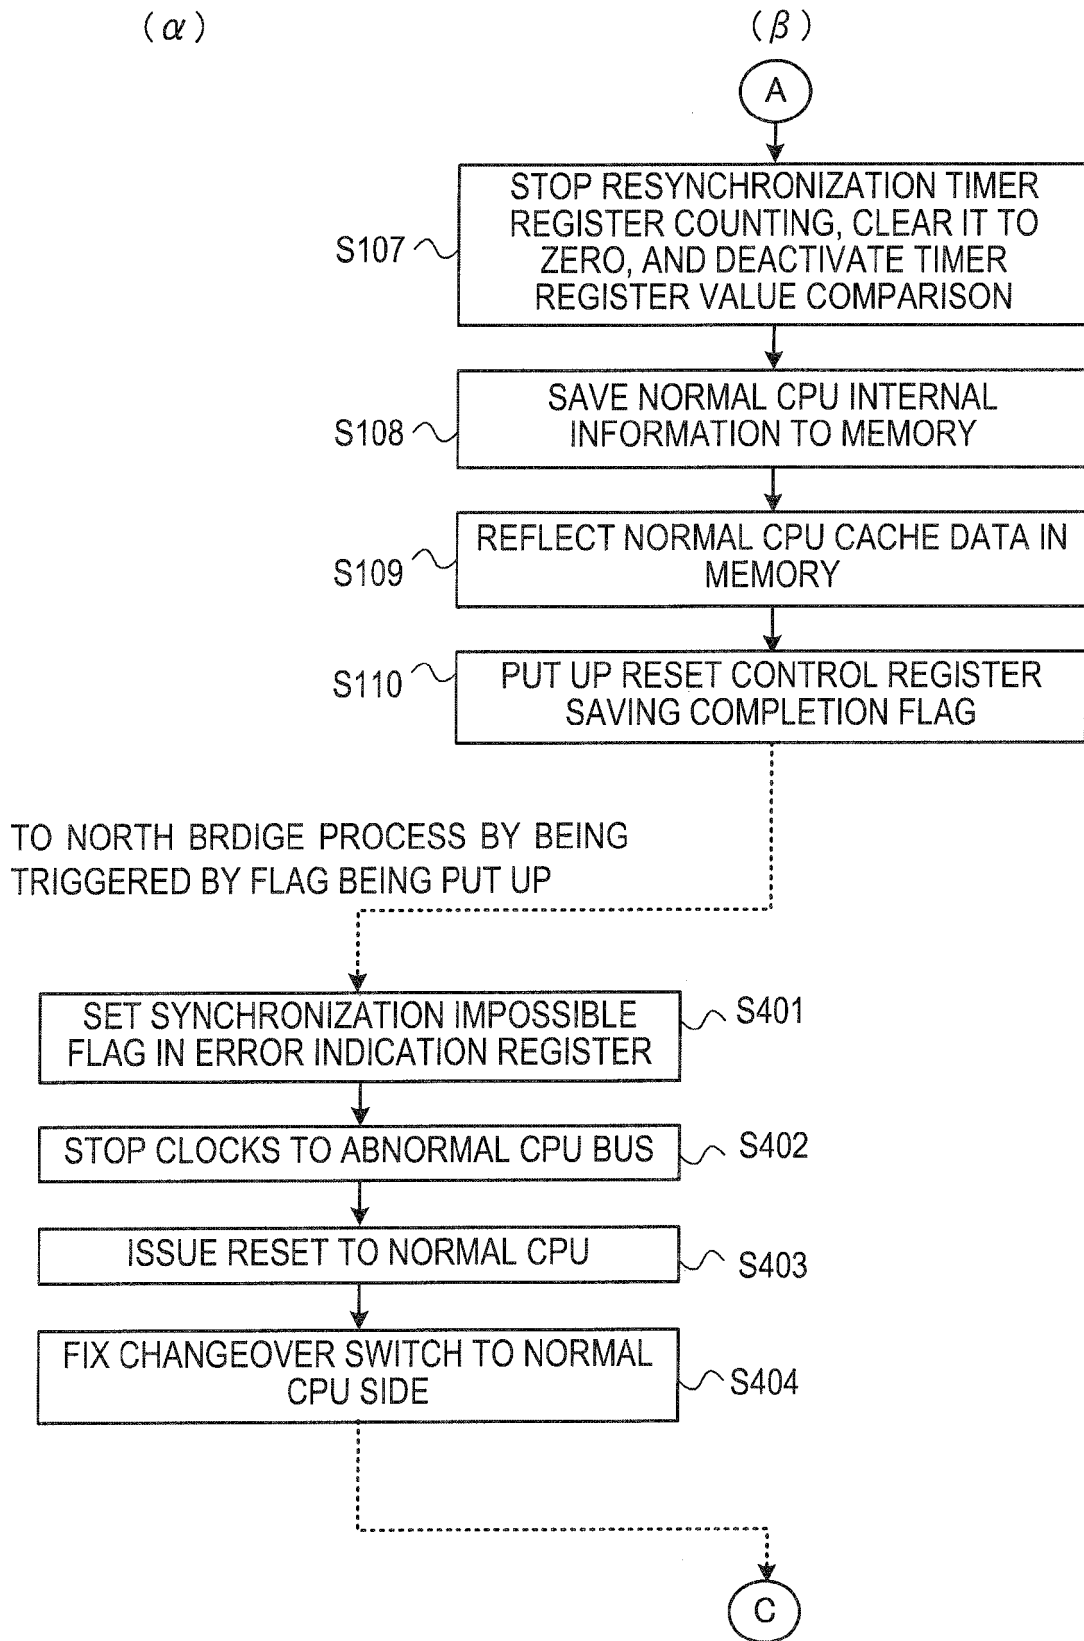 (α)
(β)
A
STOP RESYNCHRONIZATION TIMER
REGISTER COUNTING, CLEAR IT TO
ZERO, AND DEACTIVATE TIMER
REGISTER VALUE COMPARISON
S107
SAVE NORMAL CPU INTERNAL
INFORMATION TO MEMORY
S108
REFLECT NORMAL CPU CACHE DATA IN
MEMORY
S109
PUT UP RESET CONTROL REGISTER
SAVING COMPLETION FLAG
S110
TO NORTH BRDIGE PROCESS BY BEING
TRIGGERED BY FLAG BEING PUT UP
SET SYNCHRONIZATION IMPOSSIBLE
FLAG IN ERROR INDICATION REGISTER
S401
STOP CLOCKS TO ABNORMAL CPU BUS
S402
ISSUE RESET TO NORMAL CPU
S403
FIX CHANGEOVER SWITCH TO NORMAL
CPU SIDE
S404
C